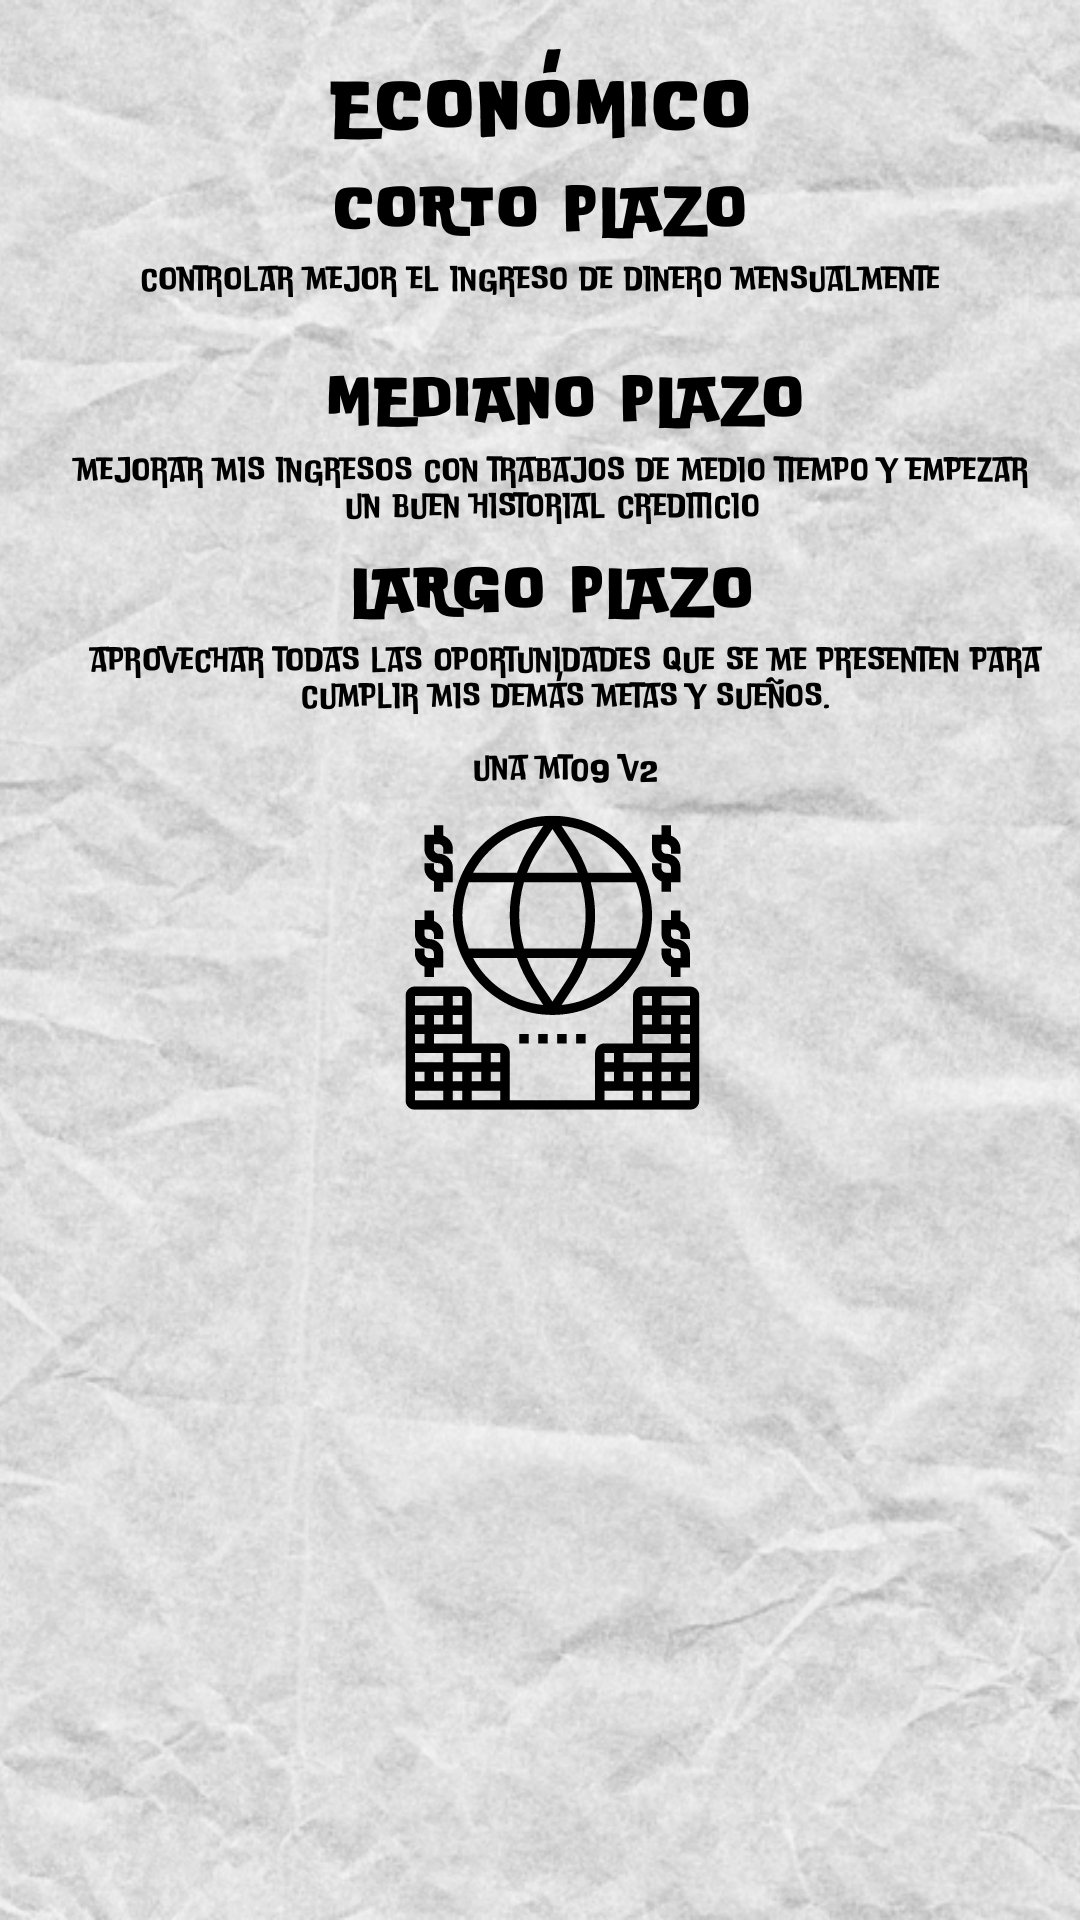 ECONÓMICO
CORTO PLAZO
CONTROLAR MEJOR EL INGRESO DE DINERO MENSUALMENTE
MEDIANO PLAZO
MEJORAR MIS INGRESOS CON TRABAJOS DE MEDIO TIEMPO Y EMPEZAR
UN BUEN HISTORIAL CREDITICIO
LARGO PLAZO
APROVECHAR TODAS LAS OPORTUNIDADES QUE SE ME PRESENTEN PARA
CUMPLIR MIS DEMÁS METAS Y SUEÑOS.
UNA MT09 V2
$ $
$ $